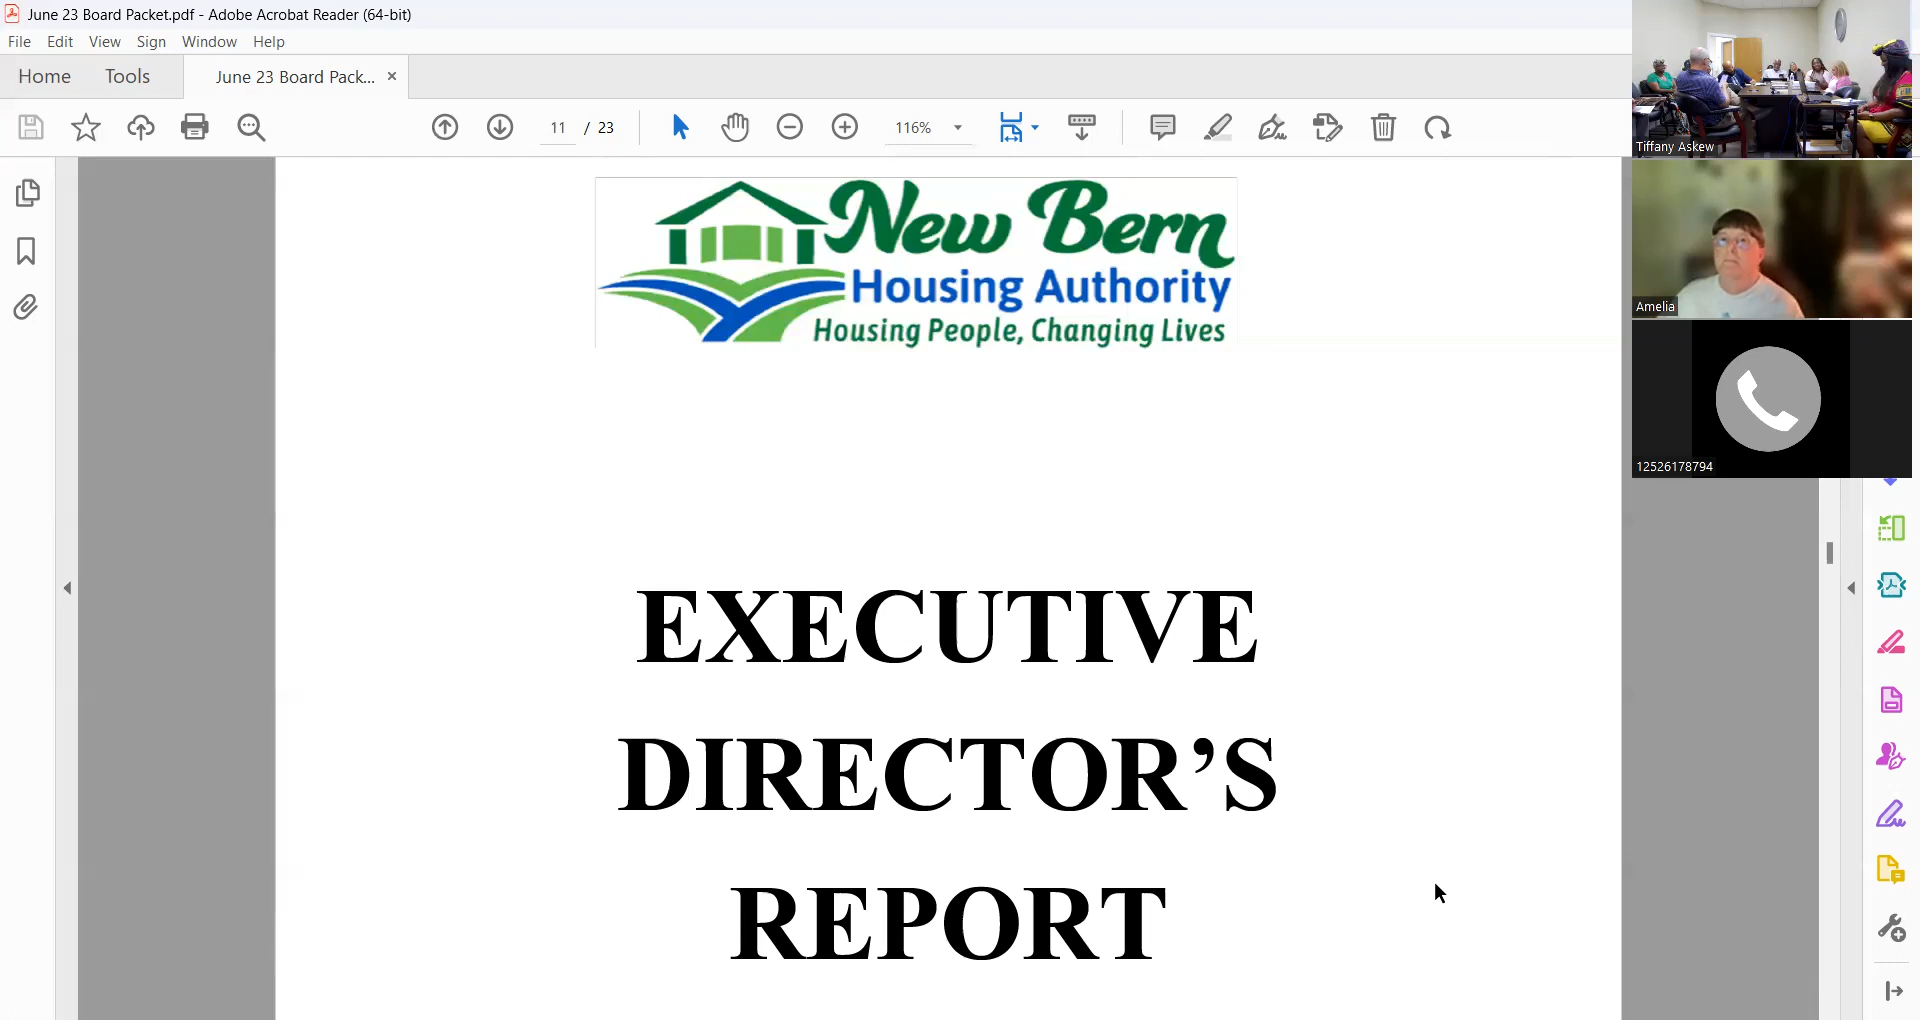 June 23 Board Packet.pdf - Adobe Acrobat Reader (64-bit)
File Edit View Sign Window Help
Home Tools June 23 Board Pack... ×
11 / 23 116%
New Bern
Housing Authority
Housing People, Changing Lives
EXECUTIVE
DIRECTOR’S
REPORT
Tiffany Askew
Amelia
12526178794